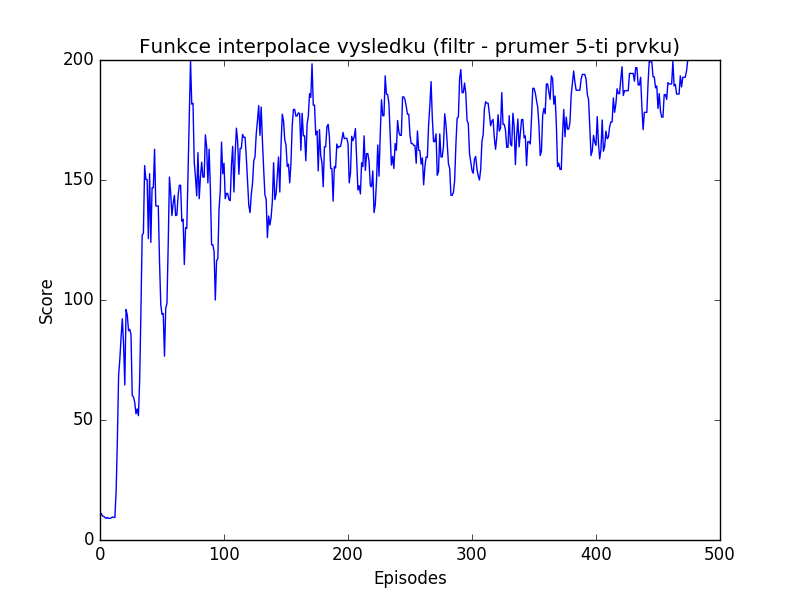 Funkce interpolace vysledku (filtr - prumer 5-ti prvku)
200
150
100
50
0
Score
0 100 200 300 400 500
Episodes